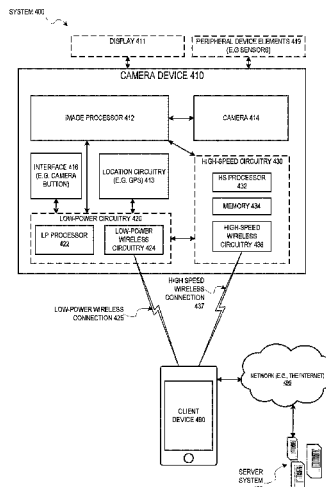 SYSTEM 400
DISPLAY 411
PERIPHERAL DEVICE ELEMENTS 419
(E.G SENSORS)
CAMERA DEVICE 410
IMAGE PROCESSOR 412
CAMERA 414
INTERFACE 416
(E.G. CAMERA
BUTTON)
LOCATION CIRCUITRY
(E.G. GPS) 413
HIGH-SPEED CIRCUITRY 430
HS PROCESSOR
432
MEMORY 434
HIGH-SPEED
WIRELESS
CIRCUITRY 436
LOW-POWER CIRCUITRY 420
LP PROCESSOR
422
LOW-POWER
WIRELESS
CIRCUITRY 424
HIGH SPEED
WIRELESS
CONNECTION
437
LOW-POWER WIRELESS
CONNECTION 425
CLIENT
DEVICE 490
NETWORK (E.G., THE INTERNET)
SERVER
SYSTEM